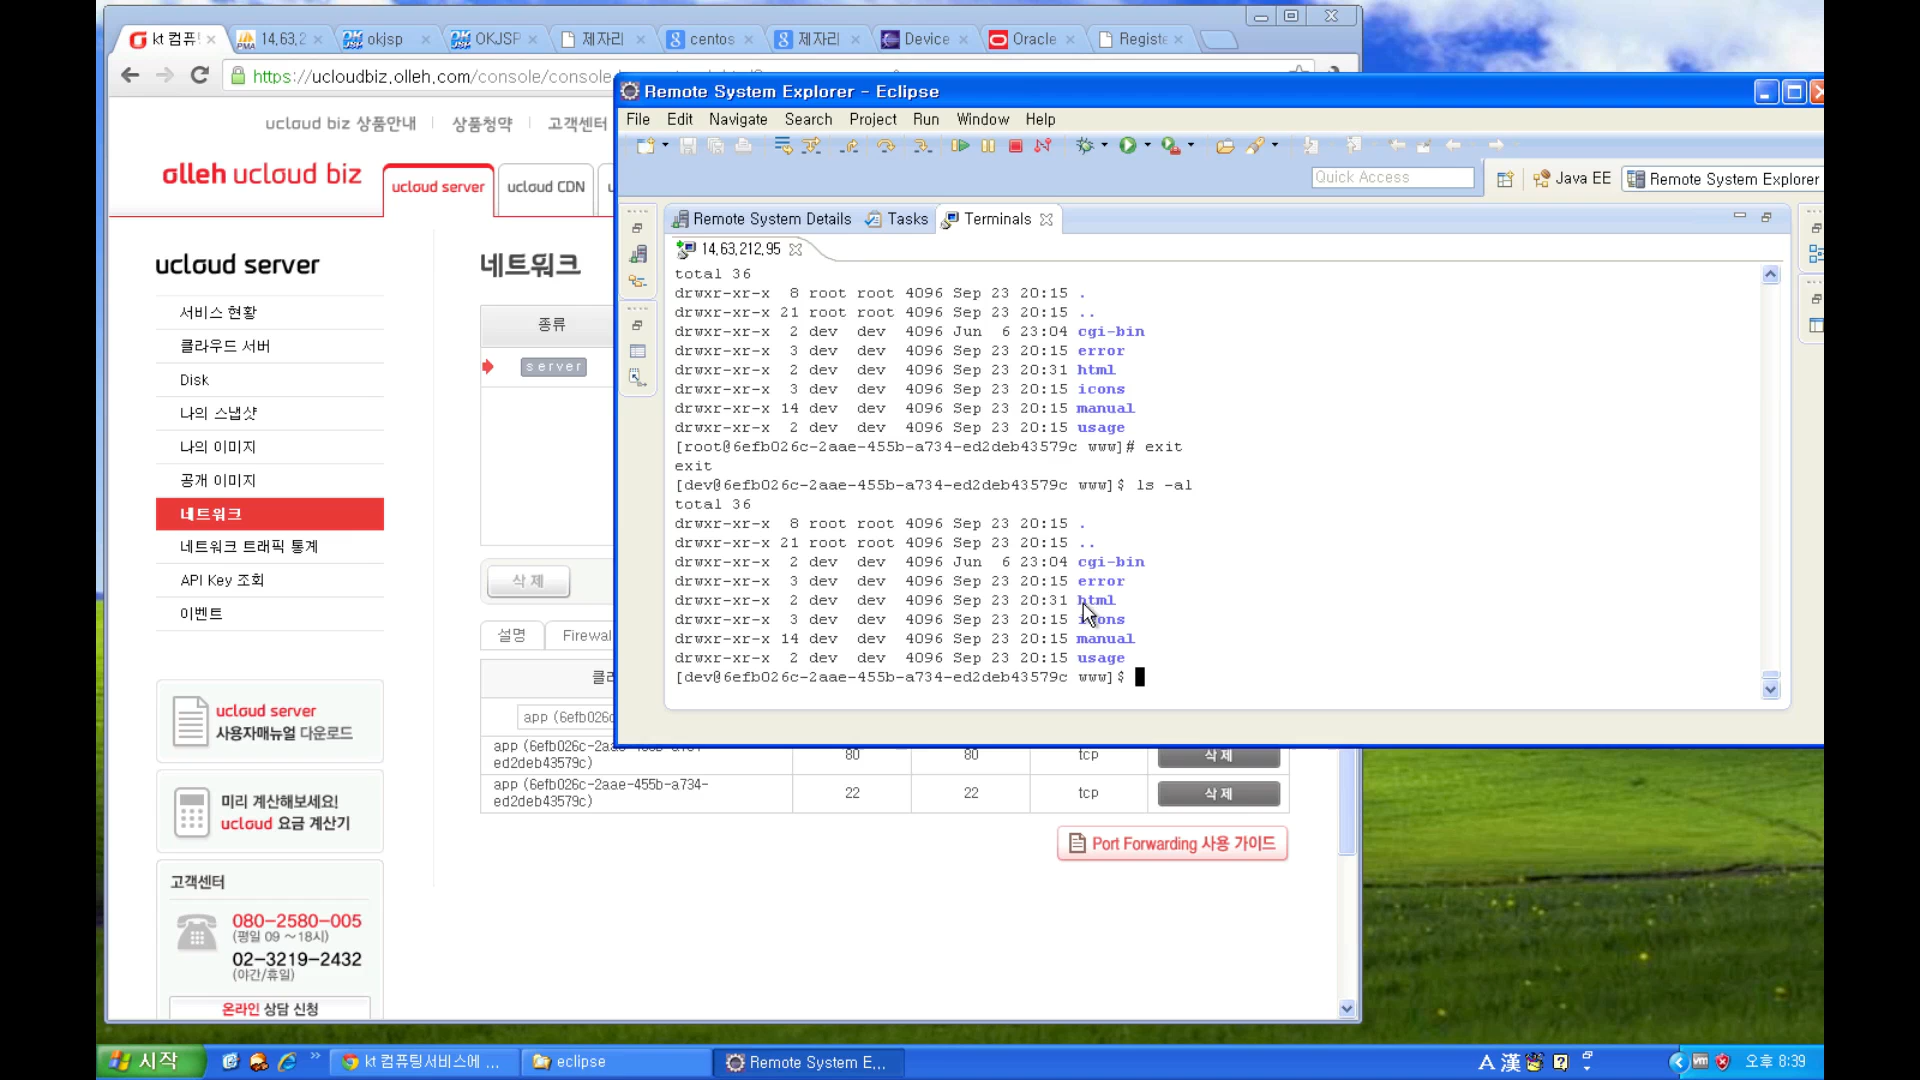 kt 컴퓨!
14,63,2
okjsp
OKJSP
제자리
centos
제자리
Device
Oracle
Registe
https://ucloudbiz.olleh.com/console/console
ucloud biz 상품안내
상품청약
고객센터
olleh ucloud biz
ucloud server
ucloud CDN
ucloud server
서비스 현황
클라우드 서버
Disk
나의 스냅샷
나의 이미지
공개 이미지
네트워크
네트워크 트래픽 통계
API Key 조회
이벤트
ucloud server
사용자매뉴얼 다운로드
미리 계산해보세요!
ucloud 요금 계산기
고객센터
080-2580-005
(평일 09 ~18시)
02-3219-2432
(야간/휴일)
온라인 상담 신청
네트워크
종류
server
삭 제
설명
Firewal
app (6efb026c
app (6efb026c-2aae-455b-a734-
ed2deb43579c)
80
80
tcp
삭 제
app (6efb026c-2aae-455b-a734-
ed2deb43579c)
22
22
tcp
삭 제
Port Forwarding 사용 가이드
Remote System Explorer - Eclipse
File Edit Navigate Search Project Run Window Help
Quick Access
Java EE
Remote System Explorer
Remote System Details
Tasks
Terminals
14,63,212,95
total 36
drwxr-xr-x  8 root root 4096 Sep 23 20:15 .
drwxr-xr-x 21 root root 4096 Sep 23 20:15 ..
drwxr-xr-x  2 dev  dev  4096 Jun  6 23:04 cgi-bin
drwxr-xr-x  3 dev  dev  4096 Sep 23 20:15 error
drwxr-xr-x  2 dev  dev  4096 Sep 23 20:31 html
drwxr-xr-x  3 dev  dev  4096 Sep 23 20:15 icons
drwxr-xr-x 14 dev  dev  4096 Sep 23 20:15 manual
drwxr-xr-x  2 dev  dev  4096 Sep 23 20:15 usage
[root@6efb026c-2aae-455b-a734-ed2deb43579c www]# exit
exit
[dev@6efb026c-2aae-455b-a734-ed2deb43579c www]$ ls -al
total 36
drwxr-xr-x  8 root root 4096 Sep 23 20:15 .
drwxr-xr-x 21 root root 4096 Sep 23 20:15 ..
drwxr-xr-x  2 dev  dev  4096 Jun  6 23:04 cgi-bin
drwxr-xr-x  3 dev  dev  4096 Sep 23 20:15 error
drwxr-xr-x  2 dev  dev  4096 Sep 23 20:31 html
drwxr-xr-x  3 dev  dev  4096 Sep 23 20:15 icons
drwxr-xr-x 14 dev  dev  4096 Sep 23 20:15 manual
drwxr-xr-x  2 dev  dev  4096 Sep 23 20:15 usage
[dev@6efb026c-2aae-455b-a734-ed2deb43579c www]$
시작
kt 컴퓨팅서비스에 ...
eclipse
Remote System E...
A 漢
오후 8:39